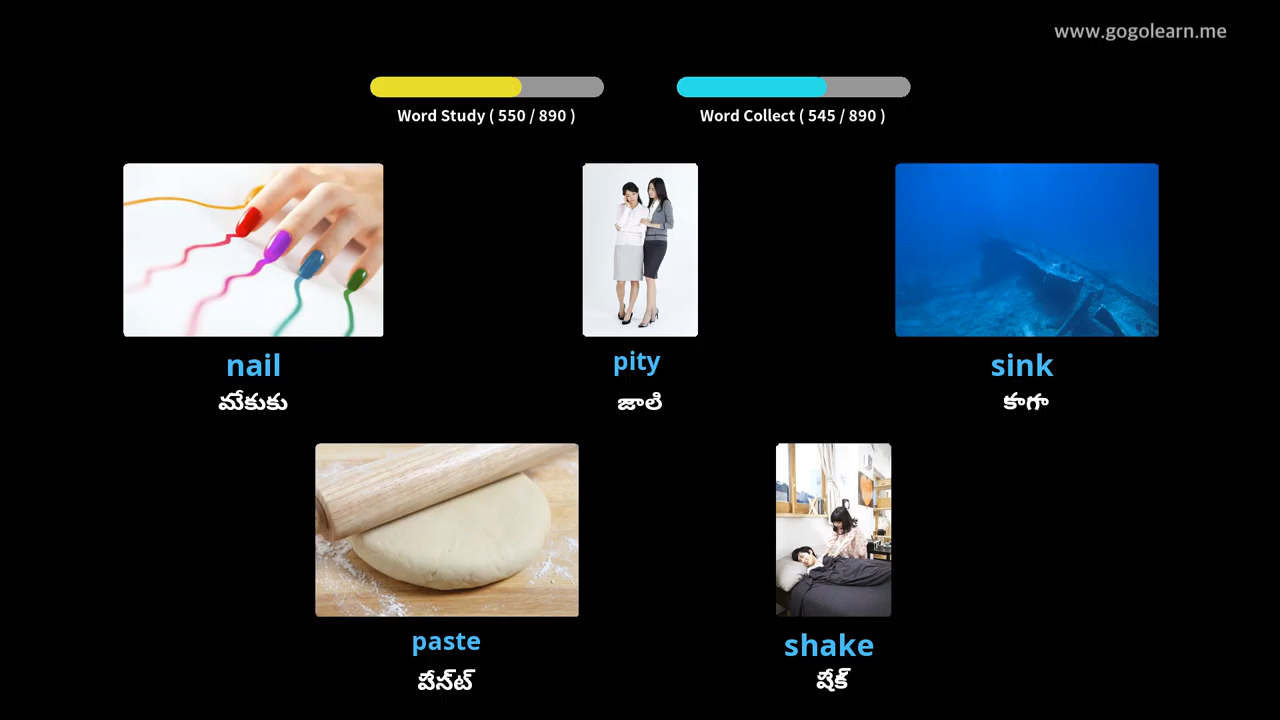 www.gogolearn.me
Word Study ( 550 / 890 )
Word Collect ( 545 / 890 )
nail
మేకుకు
pity
జాలి
sink
కాగా
paste
పేస్ట్
shake
షేక్